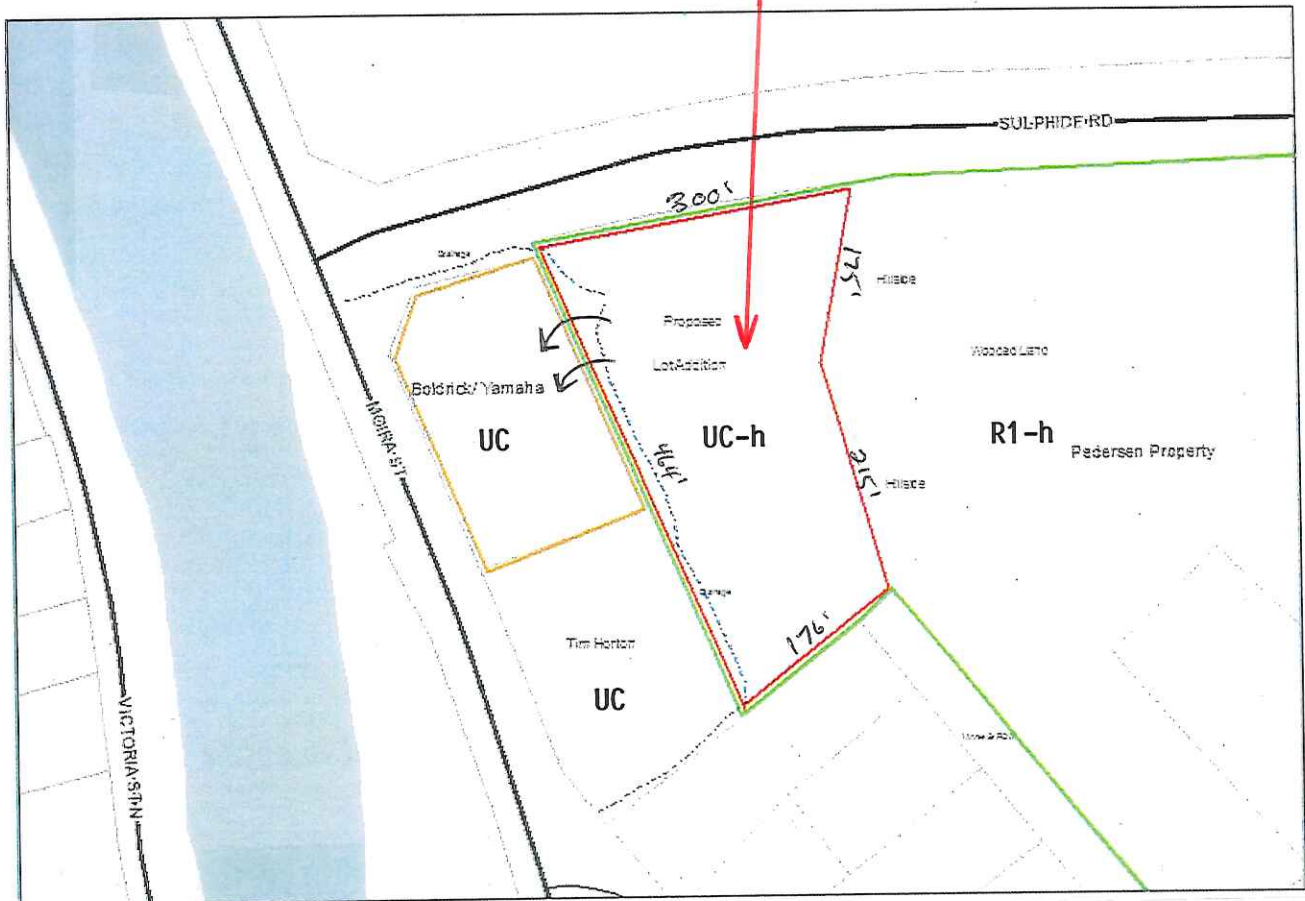 SULPHIDE RD
300'
Drainage
175'
Hillside
Proposed
Lot Addition
Wooded Land
Boldrick/ Yamaha
MOIRA ST
UC
UC-h
R1-h
Pedersen Property
464'
215'
Hillside
Drainage
176'
Tim Horton
UC
VICTORIA ST N